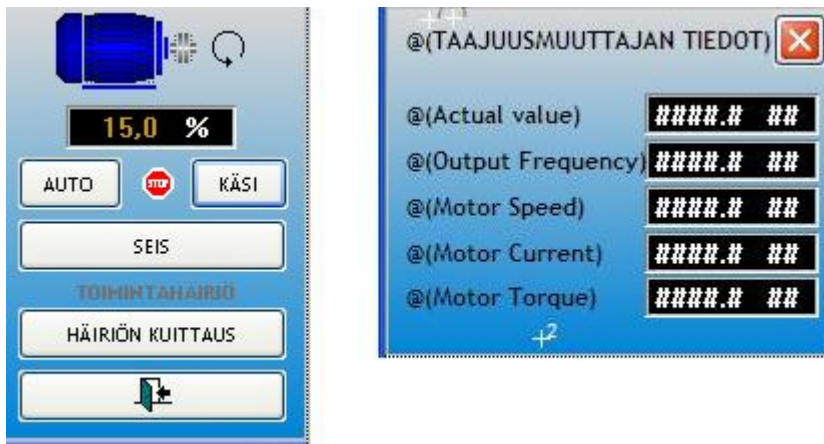 15,0 %
AUTO
STOP
KÄSI
SEIS
TOIMINTAHÄIRIÖ
HÄIRIÖN KUITTAUS
@(TAAJUUSMUUTTAJAN TIEDOT)
@(Actual value) ####.# ##
@(Output Frequency) ####.# ##
@(Motor Speed) ####.# ##
@(Motor Current) ####.# ##
@(Motor Torque) ####.# ##
2